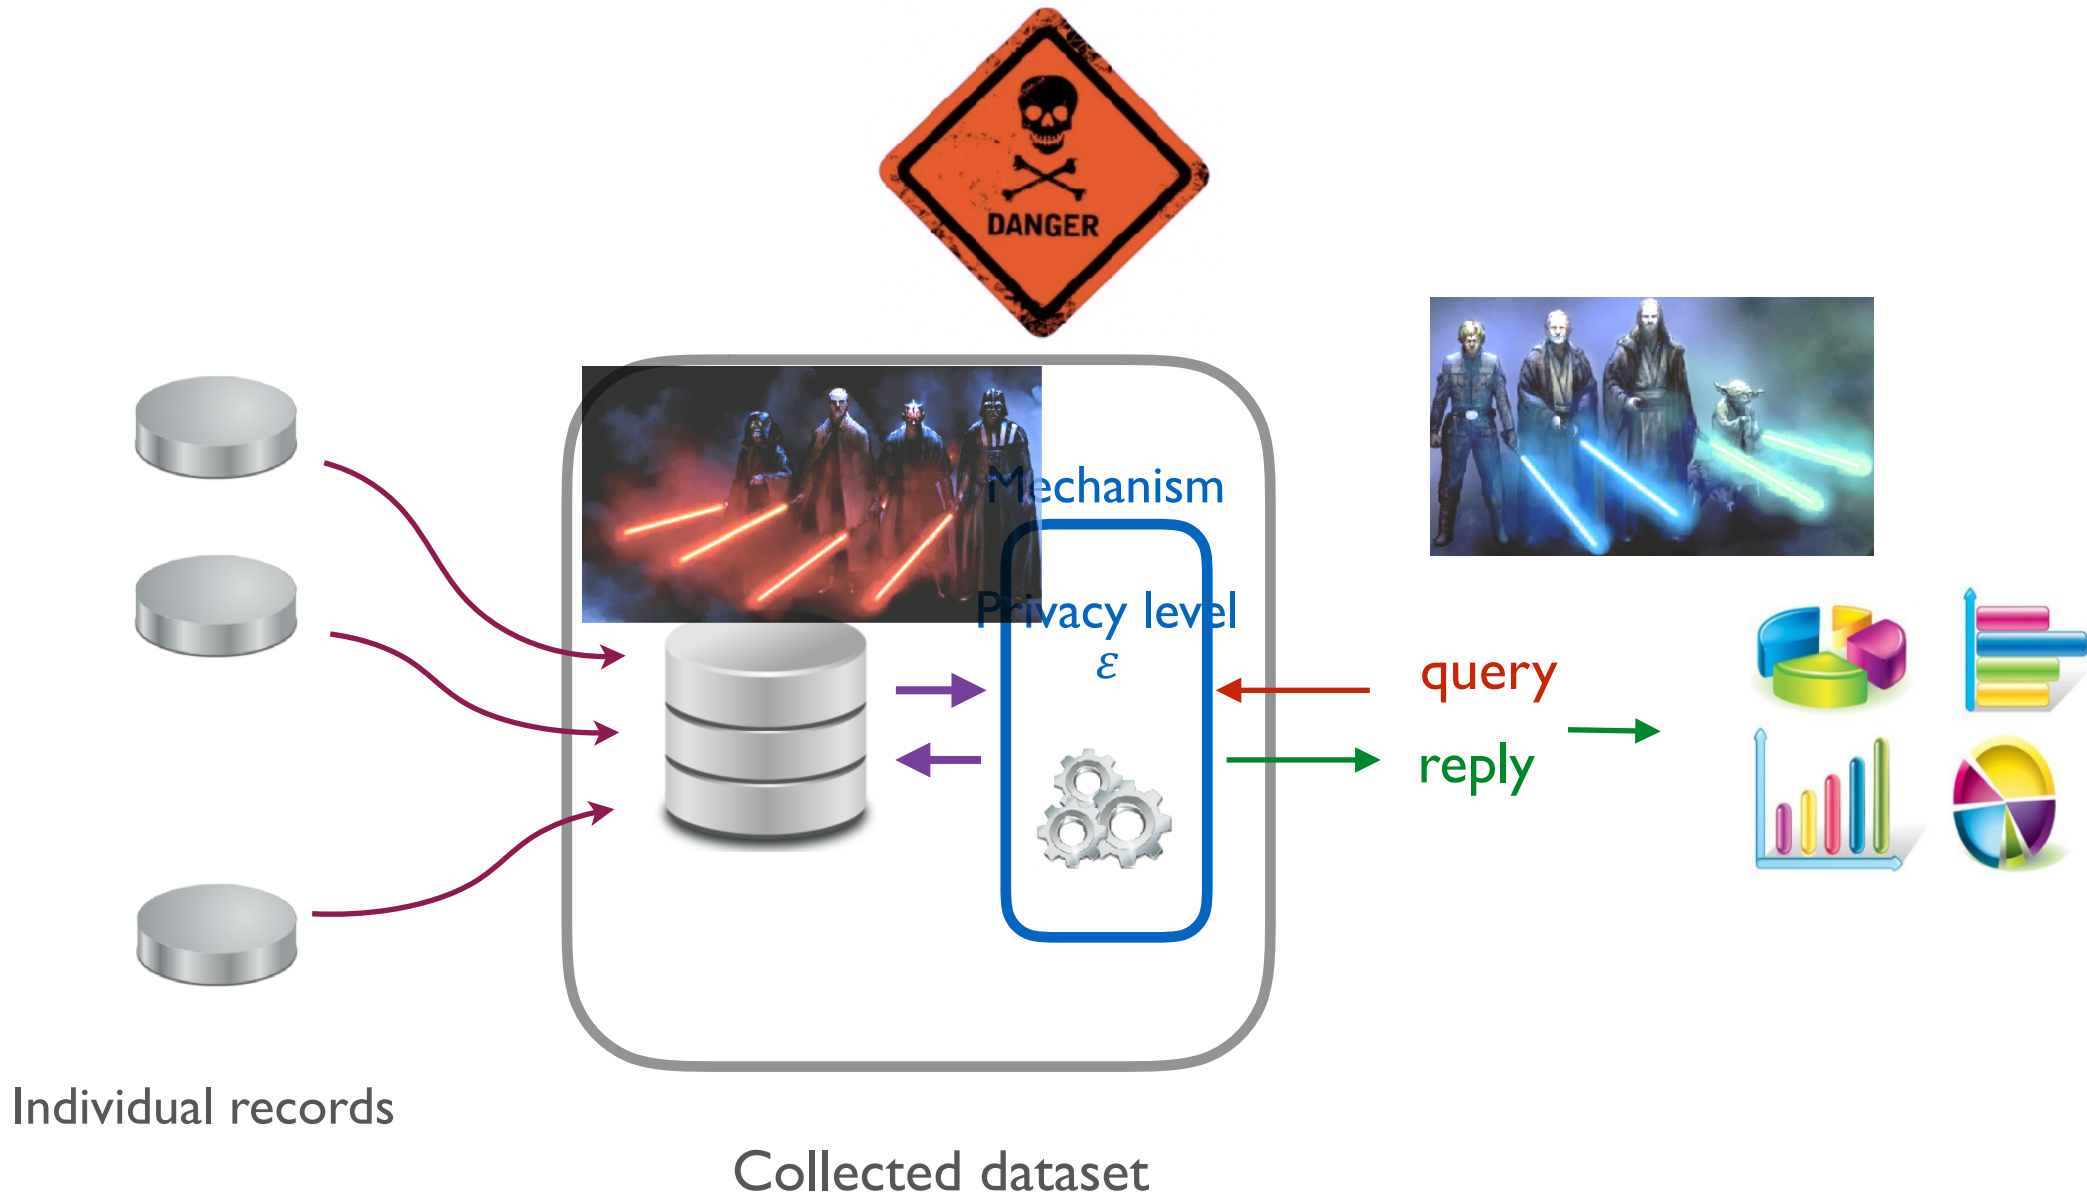 DANGER
Mechanism
Privacy level
ε
query
reply
Individual records
Collected dataset